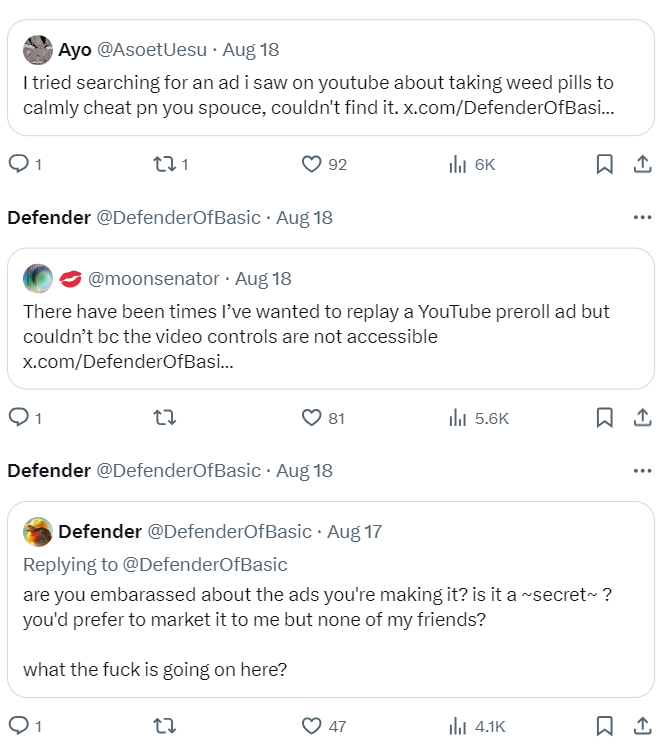 Ayo @AsoetUesu · Aug 18
I tried searching for an ad i saw on youtube about taking weed pills to
calmly cheat pn you spouce, couldn't find it. x.com/DefenderOfBasi...
1 1 92 6K
Defender @DefenderOfBasic · Aug 18
💋 @moonsenator · Aug 18
There have been times I’ve wanted to replay a YouTube preroll ad but
couldn’t bc the video controls are not accessible
x.com/DefenderOfBasi...
1 81 5.6K
Defender @DefenderOfBasic · Aug 18
Defender @DefenderOfBasic · Aug 17
Replying to @DefenderOfBasic
are you embarassed about the ads you're making it? is it a ~secret~ ?
you'd prefer to market it to me but none of my friends?
what the fuck is going on here?
1 47 4.1K